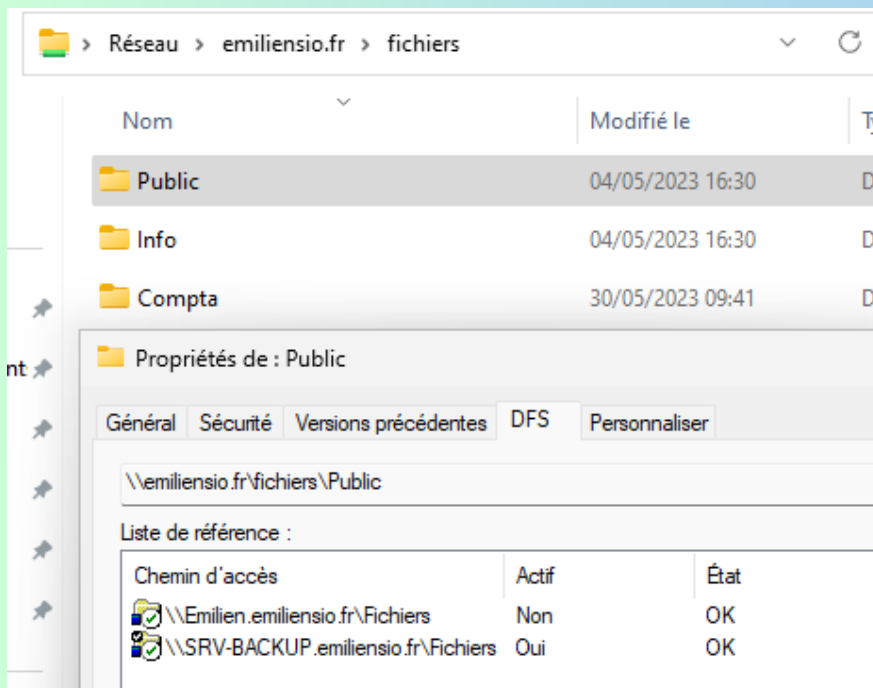 Réseau > emiliensio.fr > fichiers
Nom Modifié le
Public 04/05/2023 16:30 D
Info 04/05/2023 16:30 D
Compta 30/05/2023 09:41 D
nt
Propriétés de : Public
Général Sécurité Versions précédentes DFS Personnaliser
\\emiliensio.fr\fichiers\Public
Liste de référence :
Chemin d'accès Actif État
\\Emilien.emiliensio.fr\Fichiers Non OK
\\SRV-BACKUP.emiliensio.fr\Fichiers Oui OK